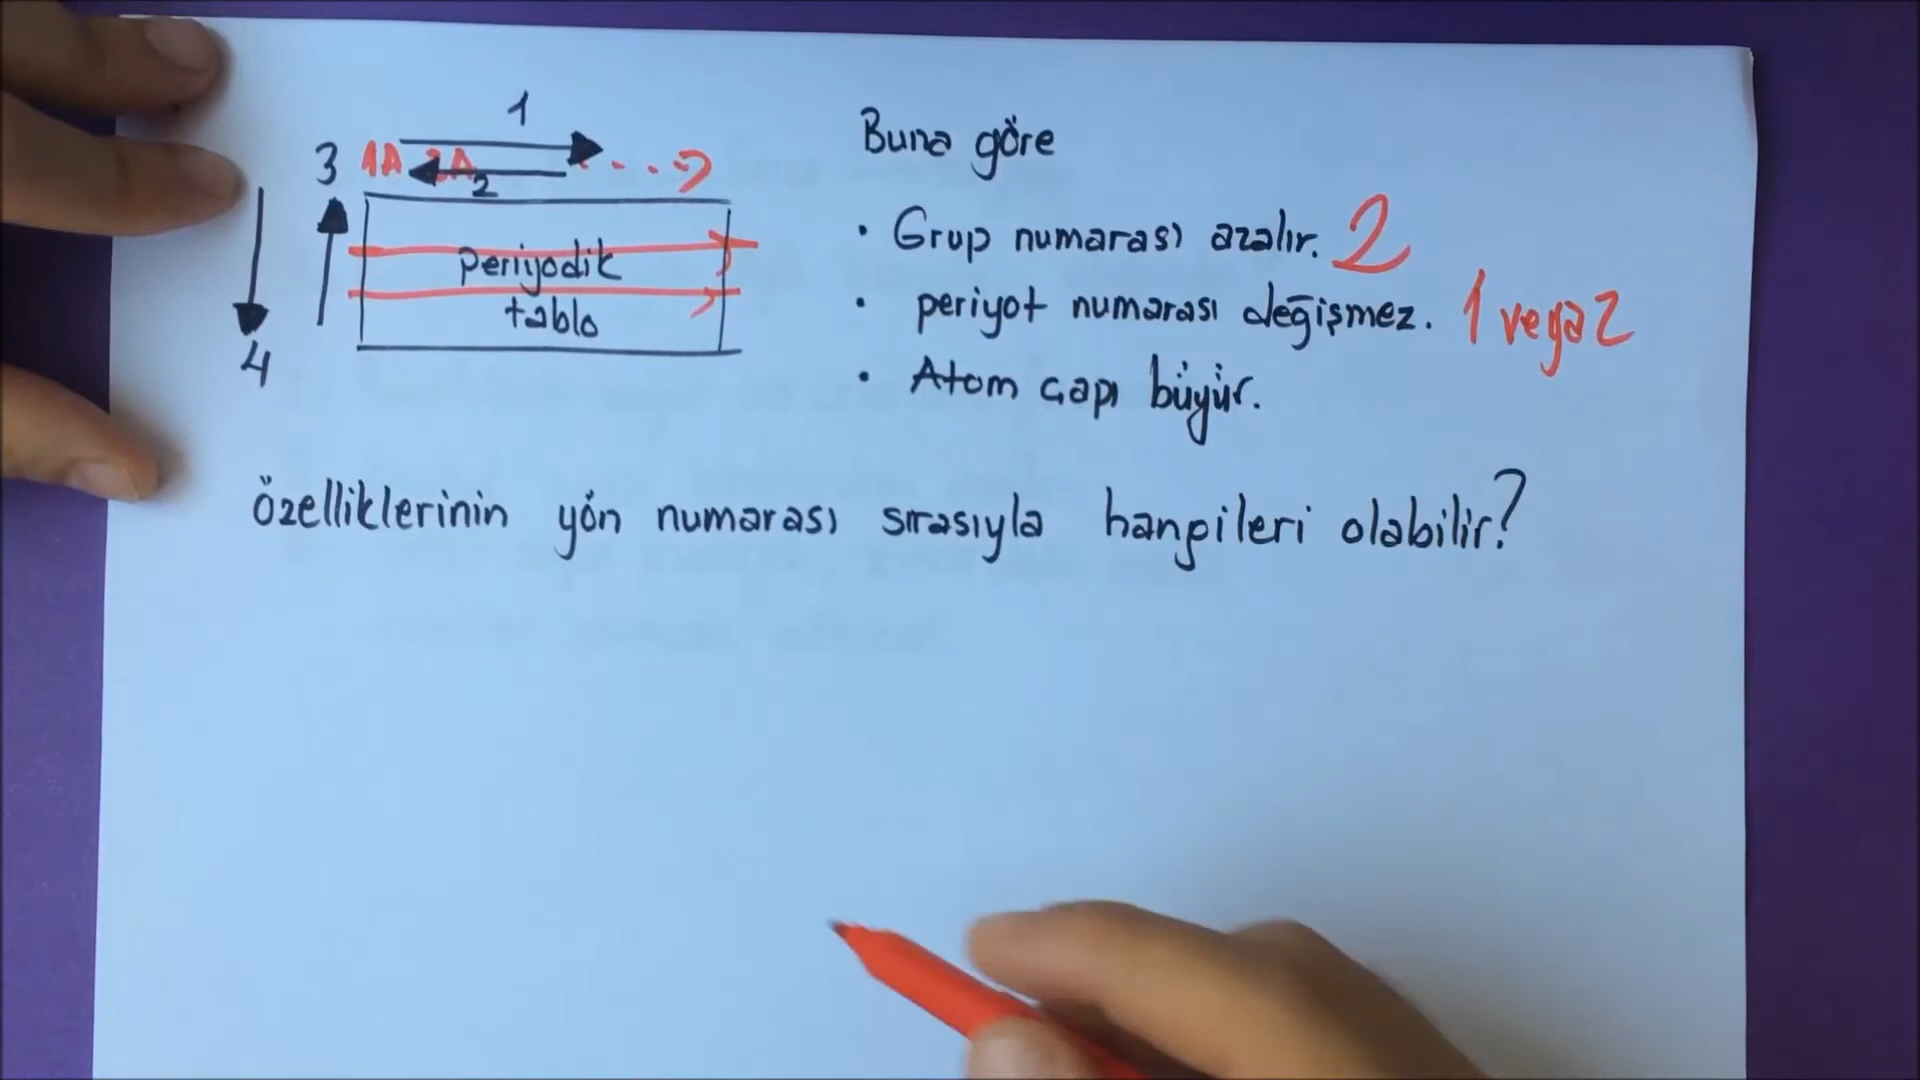 1
3 1A 2A . . .
2
periyodik
tablo
4
Buna göre
• Grup numarası azalır. 2
• periyot numarası değişmez. 1 veya 2
• Atom çapı büyür.
özelliklerinin yön numarası sırasıyla hangileri olabilir?